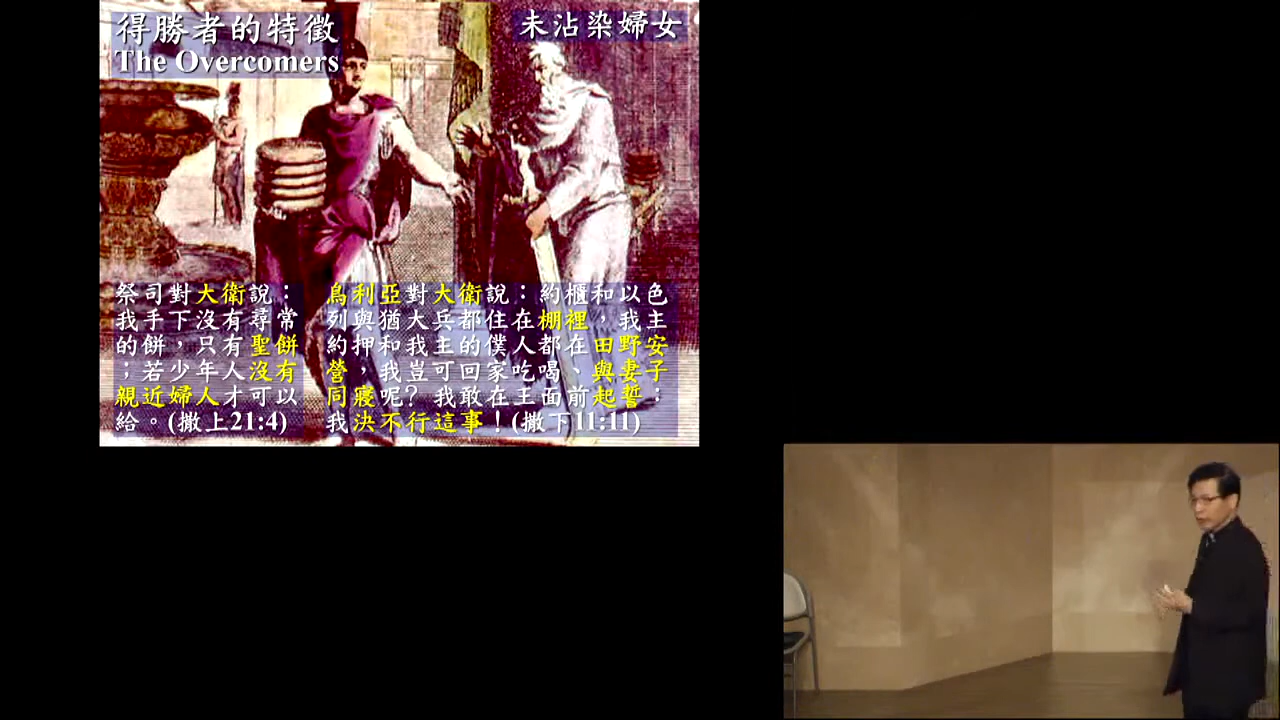 得勝者的特徵
The Overcomers
未沾染婦女
祭司對大衛說：
我手下沒有尋常
的餅，只有聖餅
；若少年人沒有
親近婦人才可以
給。(撒上21:4)
烏利亞對大衛說：約櫃和以色
列與猶大兵都住在棚裡，我主
約押和我主的僕人都在田野安
營，我豈可回家吃喝、與妻子
同寢呢? 我敢在王面前起誓：
我決不行這事！(撒下11:11)